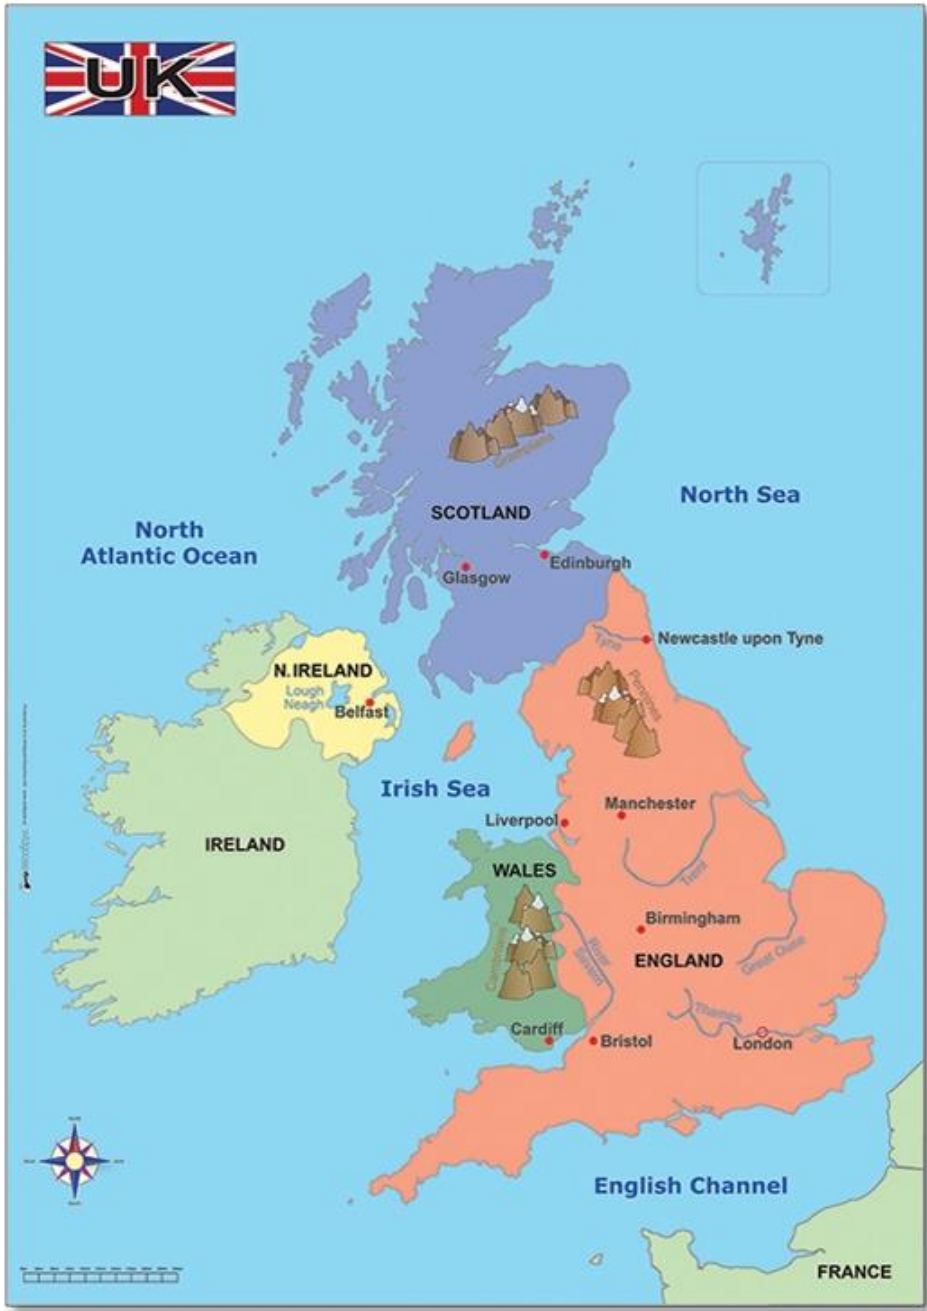 UK
North Sea
SCOTLAND
North
Atlantic Ocean
Edinburgh
Glasgow
Tyne
Newcastle upon Tyne
N.IRELAND
Lough
Neagh
Belfast
Pennines
Irish Sea
Manchester
Liverpool
IRELAND
WALES
Trent
Birmingham
ENGLAND
Great Ouse
River
Severn
Thames
Cardiff
Bristol
London
English Channel
FRANCE